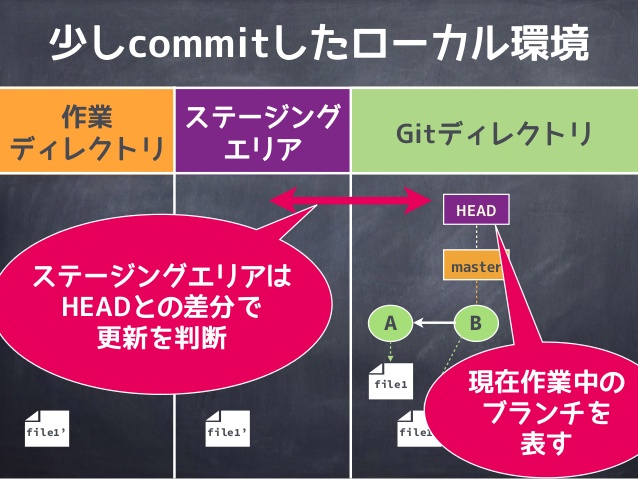 少しcommitしたローカル環境
作業
ディレクトリ
ステージング
エリア
Gitディレクトリ
HEAD
master
ステージングエリアは
HEADとの差分で
更新を判断
A
B
file1
現在作業中の
ブランチを
表す
file1’
file1’
file1